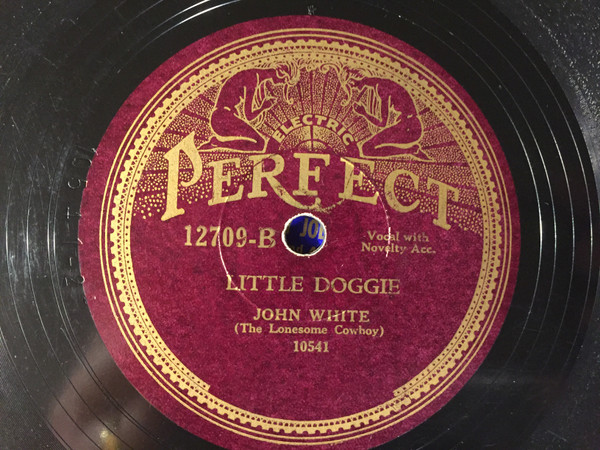 ELECTRIC
PERFECT
12709-B
Vocal with
Novelty Acc.
LITTLE DOGGIE
JOHN WHITE
(The Lonesome Cowboy)
10541